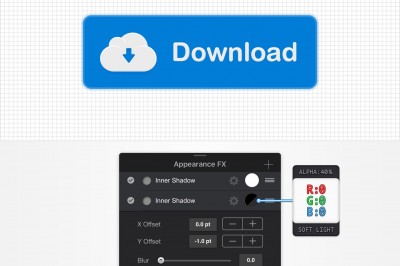 Download
Appearance FX
Inner Shadow
Inner Shadow
X Offset 0.0 pt
Y Offset -1.0 pt
Blur 0.0
ALPHA:40%
R:0
G:0
B:0
SOFT LIGHT